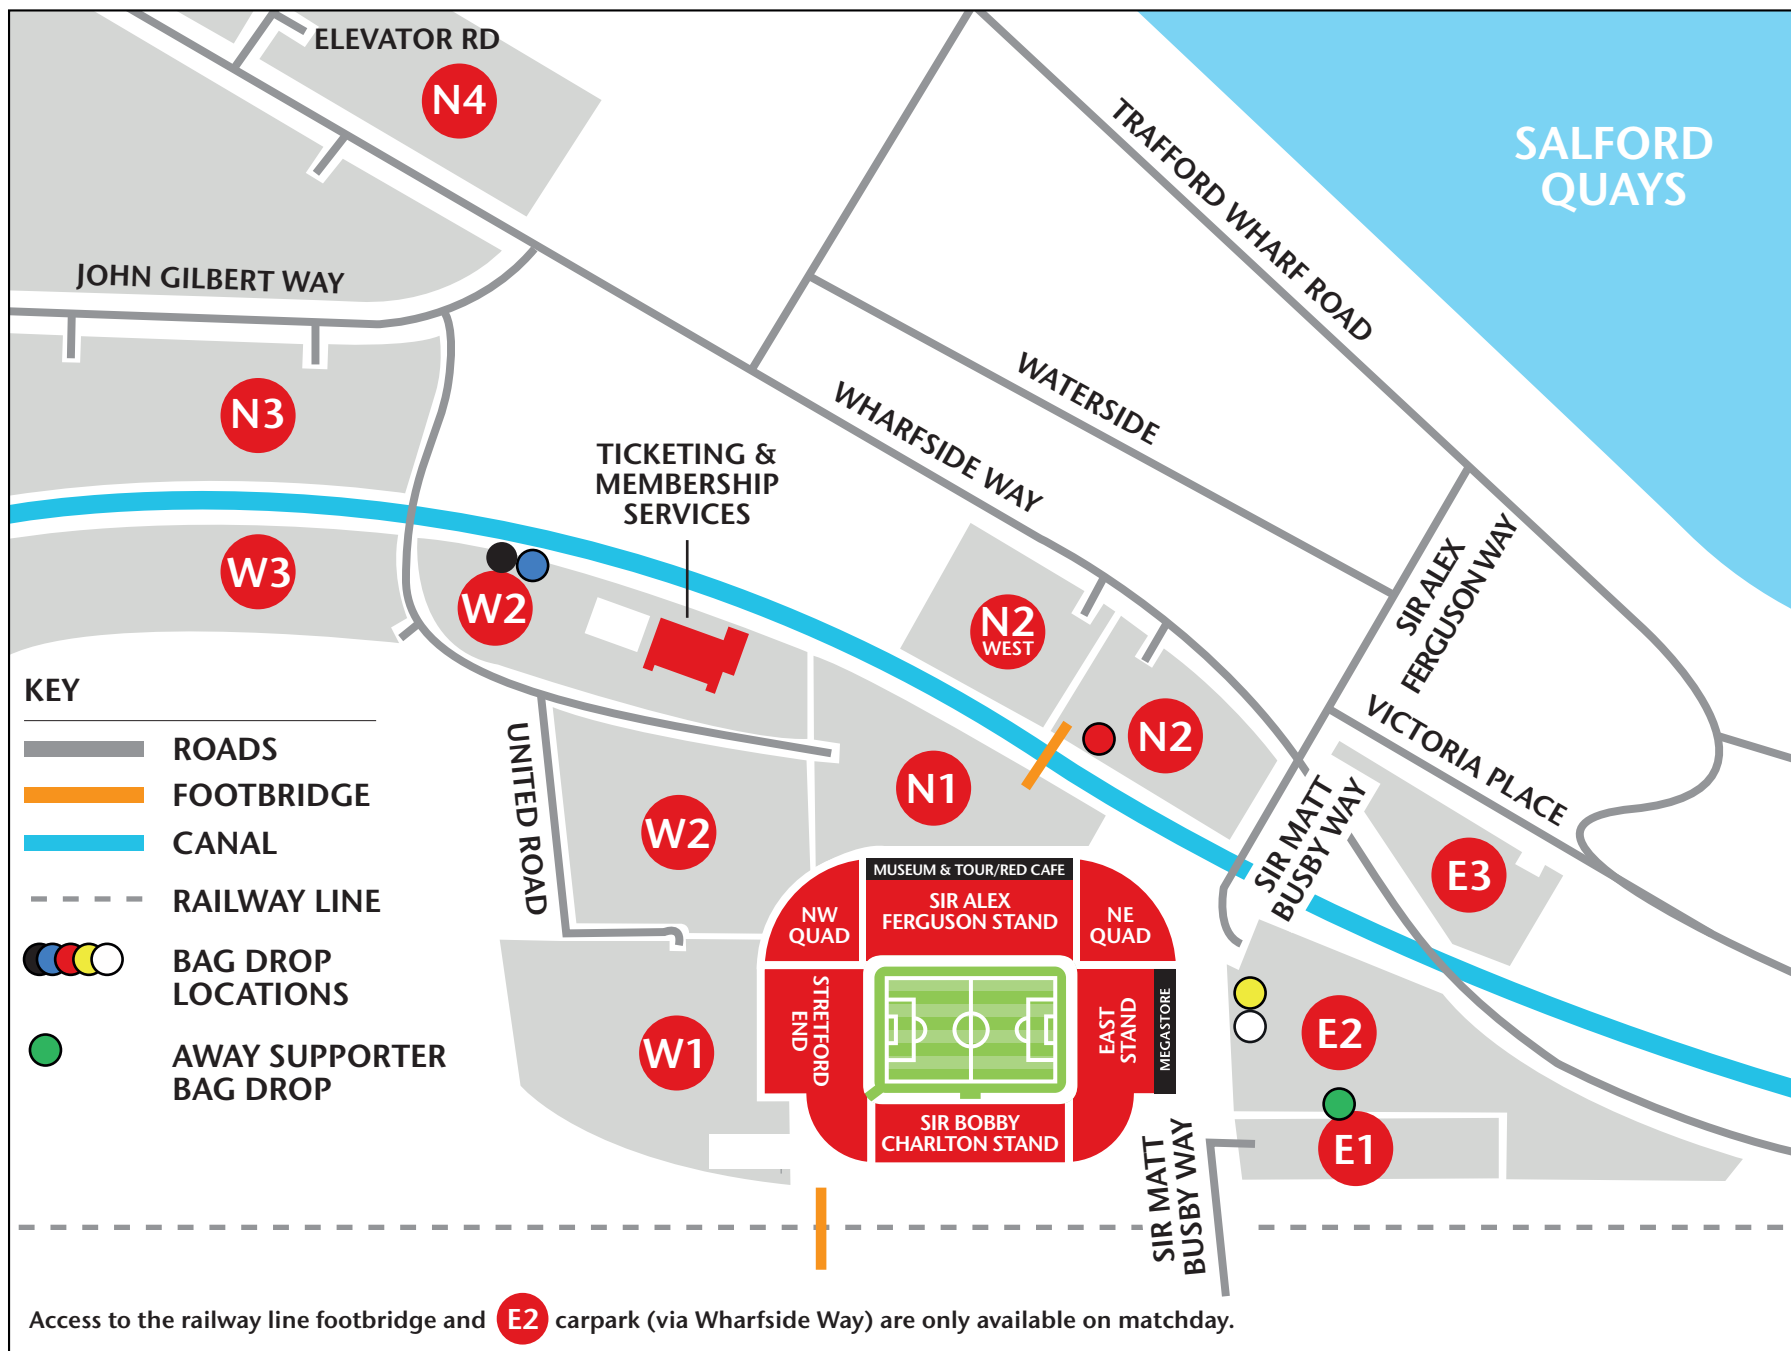 ELEVATOR RD
N4
SALFORD
QUAYS
TRAFFORD WHARF ROAD
JOHN GILBERT WAY
N3
WATERSIDE
WHARFSIDE WAY
TICKETING &
MEMBERSHIP
SERVICES
W3
W2
N2
WEST
SIR ALEX
FERGUSON WAY
N2
VICTORIA PLACE
KEY
ROADS
FOOTBRIDGE
CANAL
RAILWAY LINE
BAG DROP
LOCATIONS
AWAY SUPPORTER
BAG DROP
UNITED ROAD
W2
N1
SIR MATT
BUSBY WAY
E3
MUSEUM & TOUR/RED CAFE
NW
QUAD
SIR ALEX
FERGUSON STAND
NE
QUAD
STRETFORD
END
EAST
STAND
MEGASTORE
W1
E2
SIR BOBBY
CHARLTON STAND
E1
SIR MATT
BUSBY WAY
Access to the railway line footbridge and E2 carpark (via Wharfside Way) are only available on matchday.